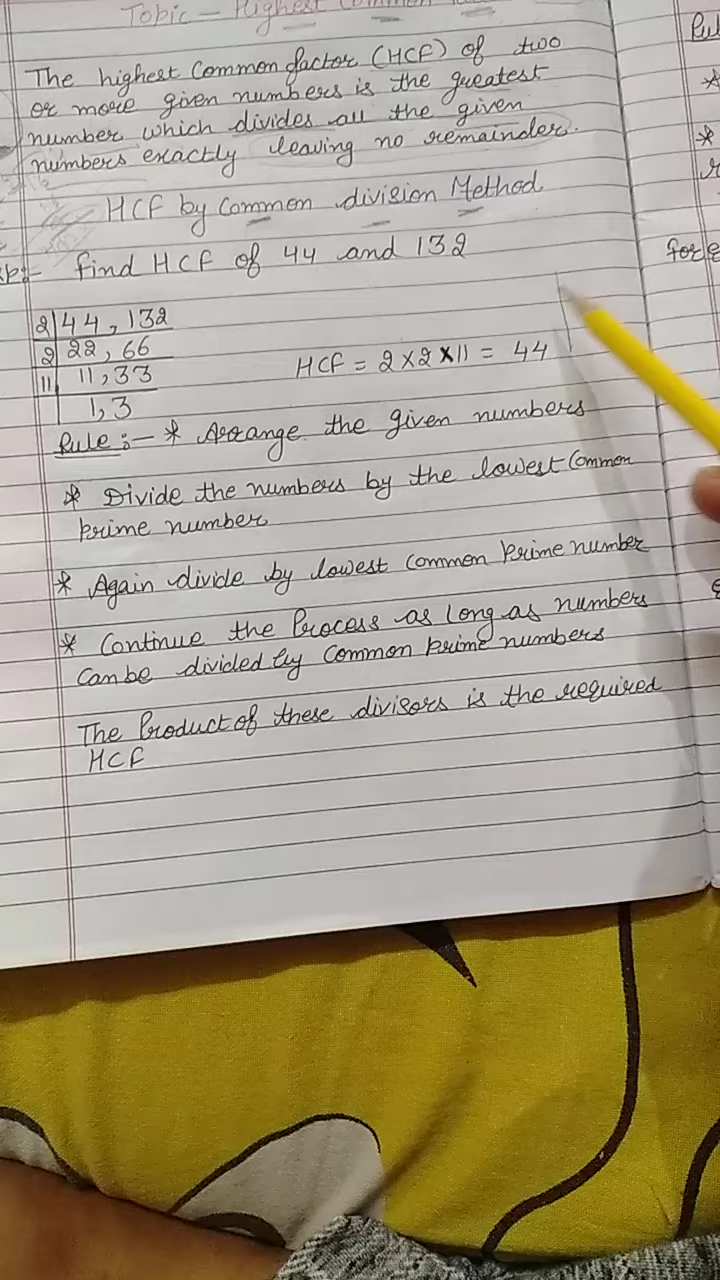 Topic - Highest Common
The highest Common factor (HCF) of two
or more given numbers is the greatest
number which divides all the given
numbers exactly leaving no remainder.
HCF by Common division Method
find HCF of 44 and 132
2 44, 132
2 22, 66
11 11, 33
1, 3
HCF = 2 × 2 × 11 = 44
Rule :- * Arrange the given numbers
* Divide the numbers by the lowest Common
prime number
* Again divide by lowest common prime number
* Continue the Process as long as numbers
can be divided by Common prime numbers
The Product of these divisors is the required
HCF
for